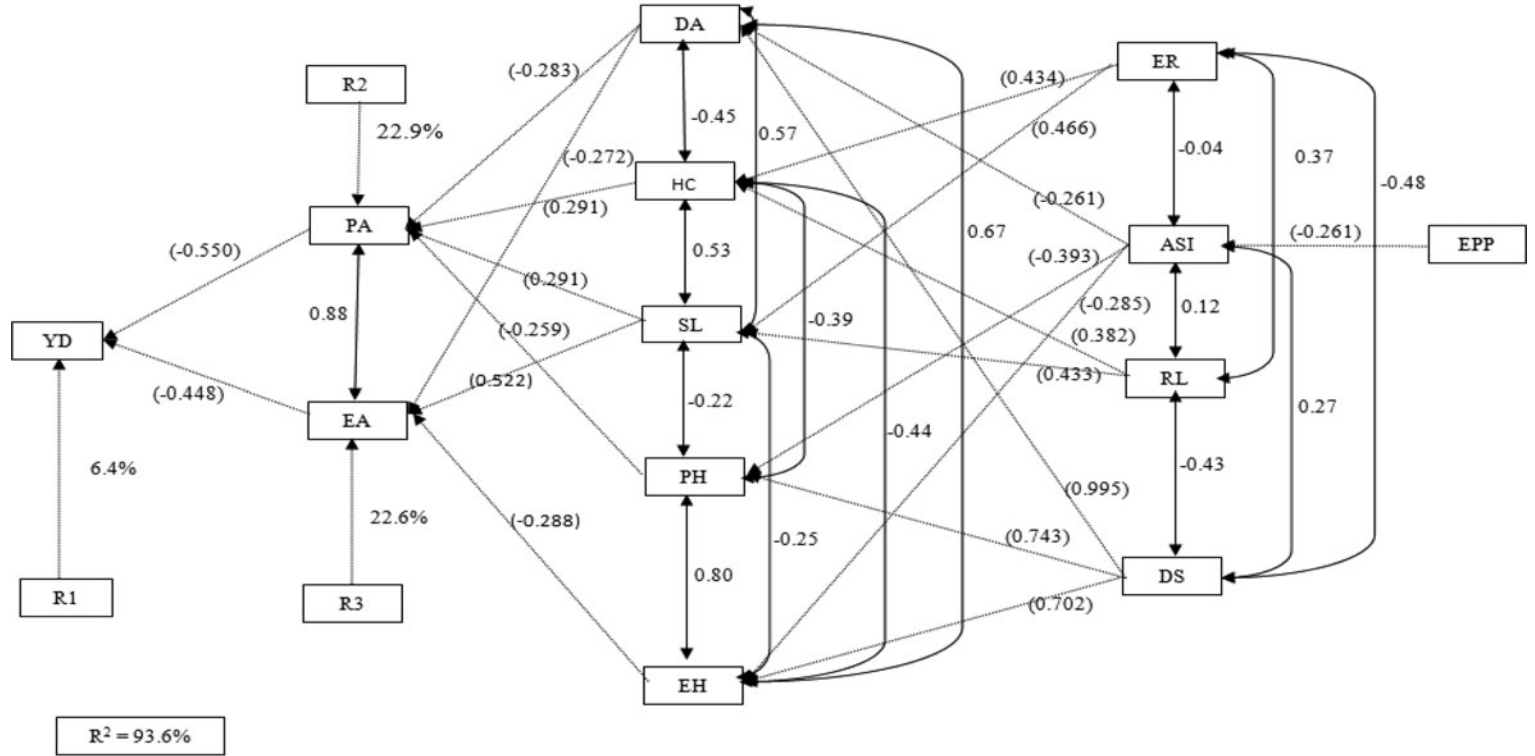 DA
ER
R2
(-0.283)
(0.434)
22.9%
-0.45
0.57
(0.466)
-0.04
0.37
-0.48
(-0.272)
HC
(0.291)
(-0.261)
PA
0.67
ASI
(-0.261)
EPP
(-0.550)
0.53
(-0.393)
0.88
(0.291)
(-0.285)
0.12
YD
SL
-0.39
(-0.259)
(0.382)
(-0.448)
(0.522)
(0.433)
RL
EA
-0.22
0.27
-0.44
6.4%
PH
-0.43
22.6%
(0.995)
(-0.288)
-0.25
(0.743)
0.80
DS
R1
R3
(0.702)
EH
R² = 93.6%